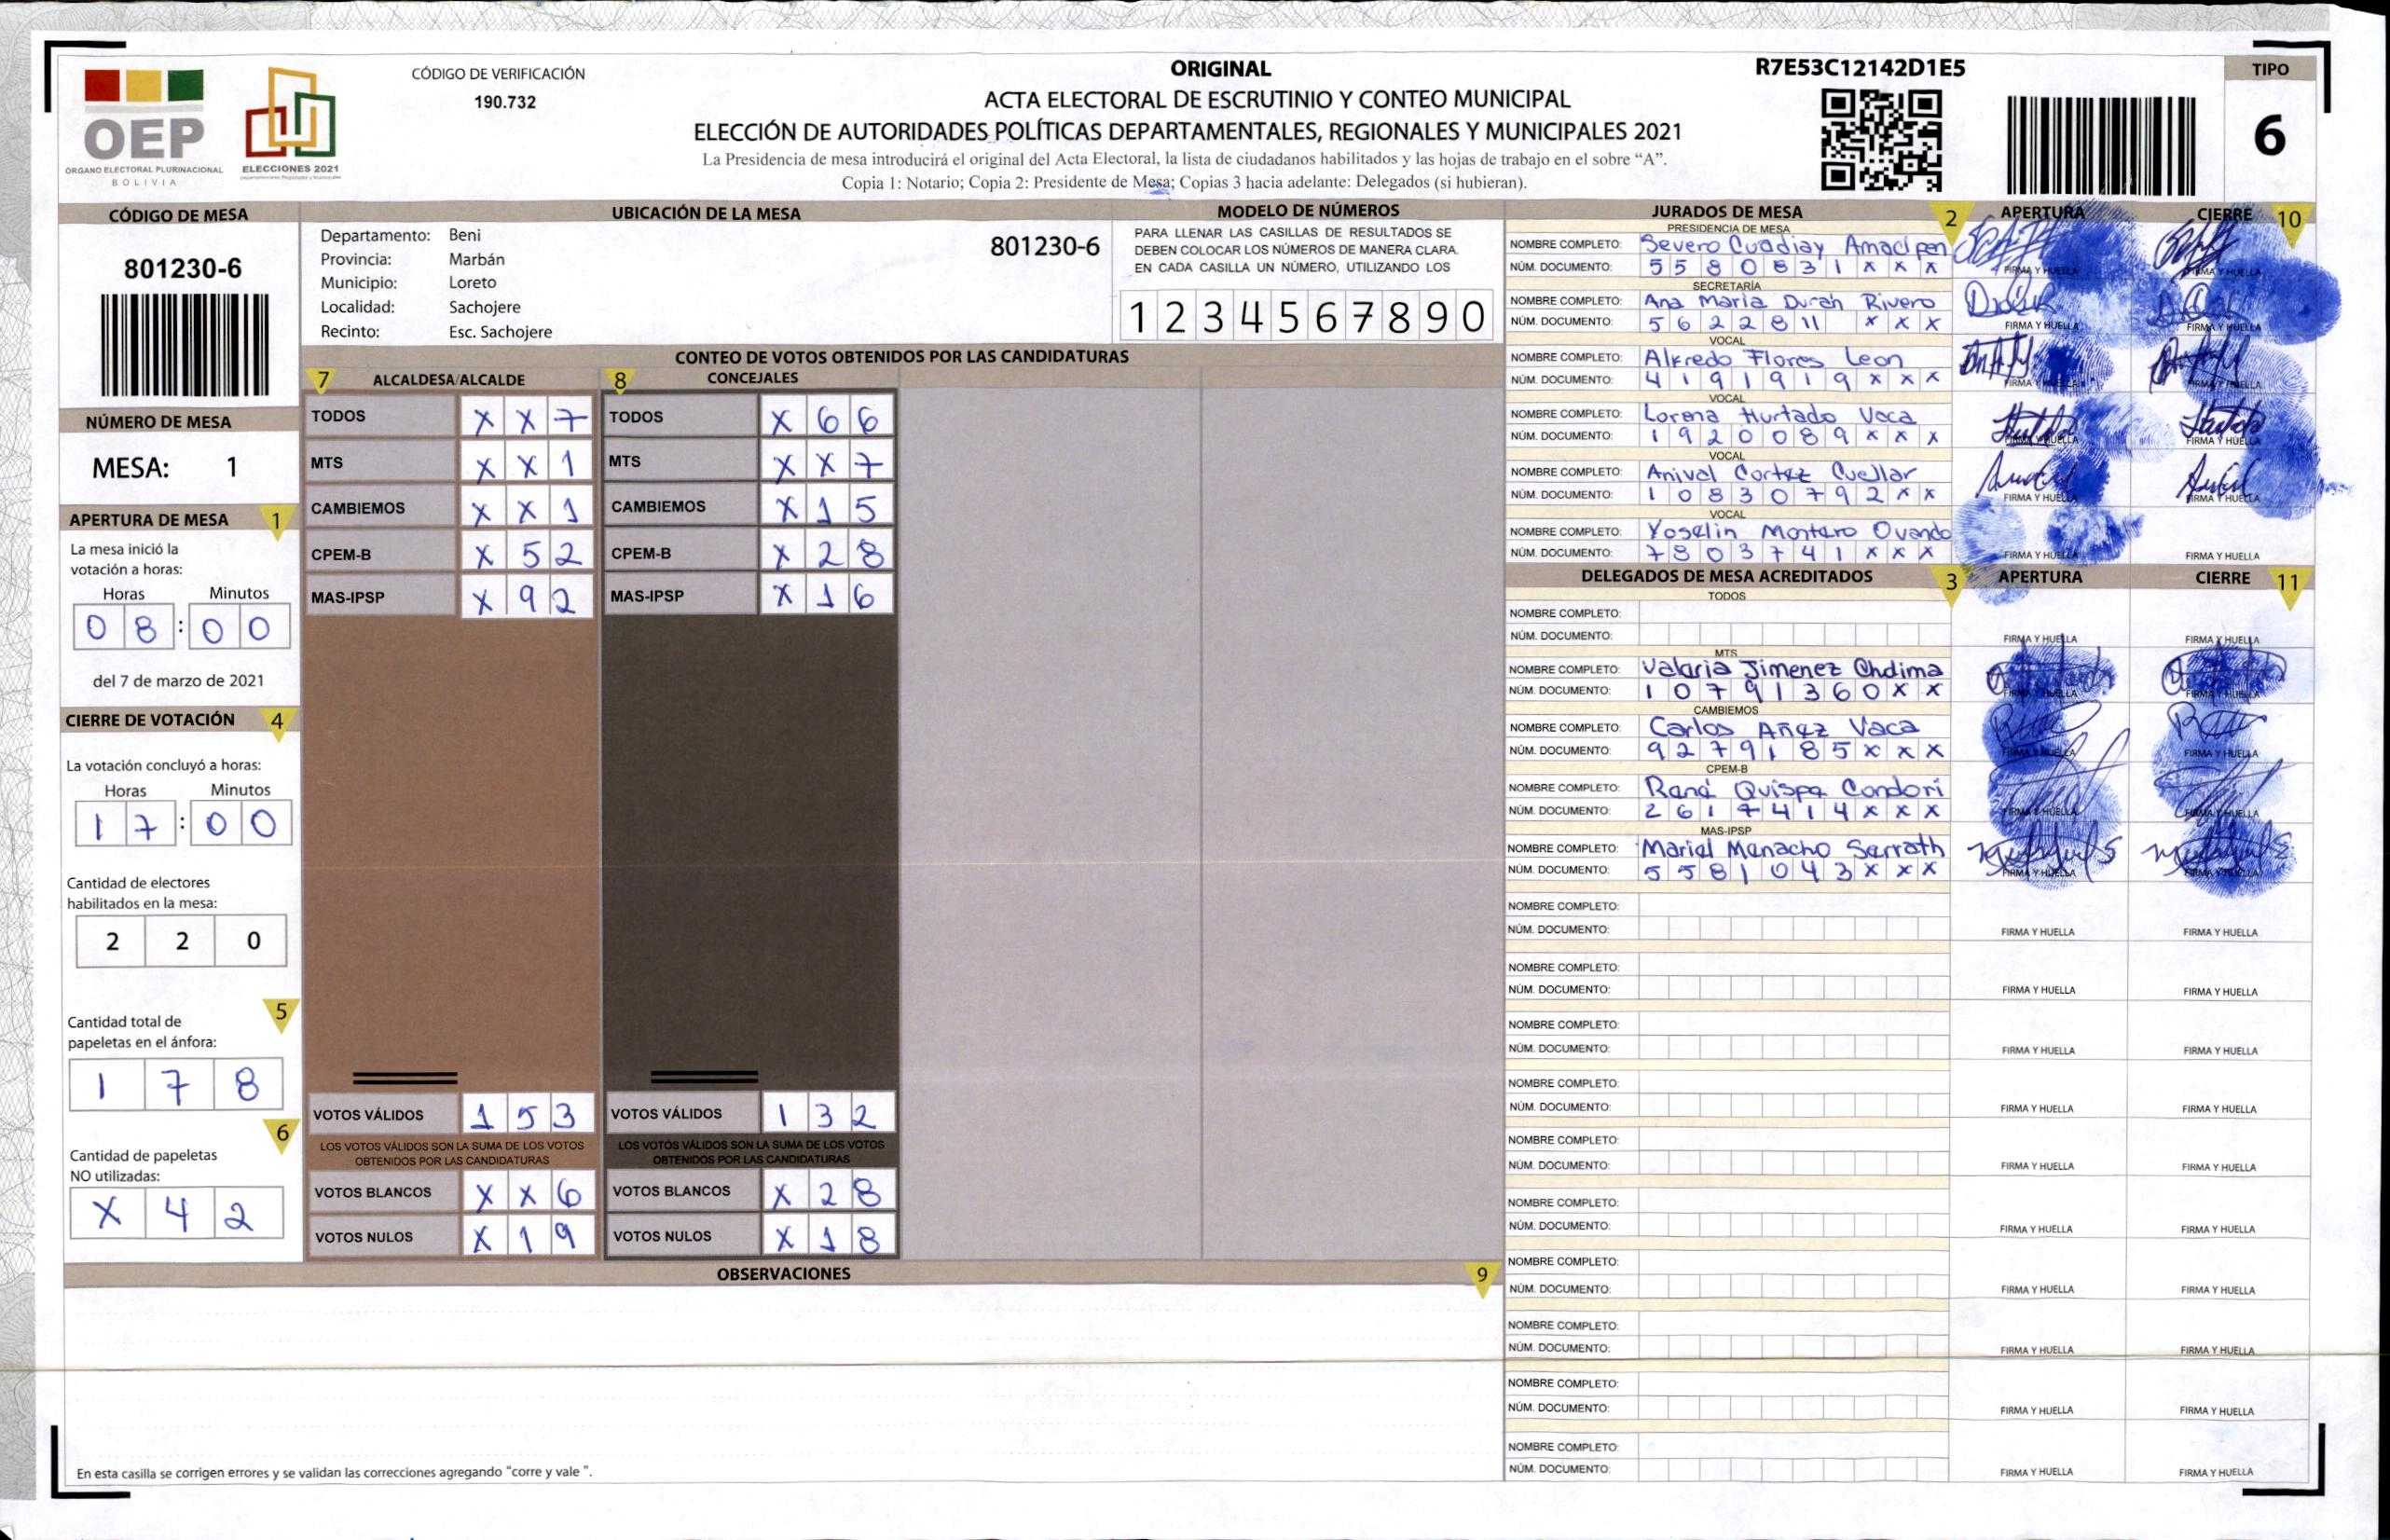 OEP
ÓRGANO ELECTORAL PLURINACIONAL
BOLIVIA
ELECCIONES 2021
CÓDIGO DE VERIFICACIÓN
190.732
ORIGINAL
ACTA ELECTORAL DE ESCRUTINIO Y CONTEO MUNICIPAL
ELECCIÓN DE AUTORIDADES POLÍTICAS DEPARTAMENTALES, REGIONALES Y MUNICIPALES 2021
La Presidencia de mesa introducirá el original del Acta Electoral, la lista de ciudadanos habilitados y las hojas de trabajo en el sobre “A”.
Copia 1: Notario; Copia 2: Presidente de Mesa; Copias 3 hacia adelante: Delegados (si hubieran).
R7E53C12142D1E5
TIPO
6
CÓDIGO DE MESA
801230-6
NÚMERO DE MESA
MESA: 1
APERTURA DE MESA 1
La mesa inició la
votación a horas:
Horas Minutos
0 8 : 0 0
del 7 de marzo de 2021
CIERRE DE VOTACIÓN 4
La votación concluyó a horas:
Horas Minutos
1 7 : 0 0
Cantidad de electores
habilitados en la mesa:
2 2 0
5
Cantidad total de
papeletas en el ánfora:
1 7 8
6
Cantidad de papeletas
NO utilizadas:
X 4 2
UBICACIÓN DE LA MESA
Departamento: Beni
Provincia: Marbán
Municipio: Loreto
Localidad: Sachojere
Recinto: Esc. Sachojere
801230-6
MODELO DE NÚMEROS
PARA LLENAR LAS CASILLAS DE RESULTADOS SE
DEBEN COLOCAR LOS NÚMEROS DE MANERA CLARA.
EN CADA CASILLA UN NÚMERO, UTILIZANDO LOS
1 2 3 4 5 6 7 8 9 0
CONTEO DE VOTOS OBTENIDOS POR LAS CANDIDATURAS
7 ALCALDESA/ALCALDE
TODOS X X 7
MTS X X 1
CAMBIEMOS X X 1
CPEM-B X 5 2
MAS-IPSP X 9 2
VOTOS VÁLIDOS 1 5 3
LOS VOTOS VÁLIDOS SON LA SUMA DE LOS VOTOS
OBTENIDOS POR LAS CANDIDATURAS
VOTOS BLANCOS X X 6
VOTOS NULOS X 1 9
8 CONCEJALES
TODOS X 6 6
MTS X X 7
CAMBIEMOS X 1 5
CPEM-B X 2 8
MAS-IPSP X 1 6
VOTOS VÁLIDOS 1 3 2
LOS VOTOS VÁLIDOS SON LA SUMA DE LOS VOTOS
OBTENIDOS POR LAS CANDIDATURAS
VOTOS BLANCOS X 2 8
VOTOS NULOS X 1 8
OBSERVACIONES 9
En esta casilla se corrigen errores y se validan las correcciones agregando “corre y vale ”.
JURADOS DE MESA 2 APERTURA CIERRE 10
PRESIDENCIA DE MESA
NOMBRE COMPLETO: Severo
NÚM. DOCUMENTO: 5 5 8 0 8 3 1 X X X
FIRMA Y HUELLA FIRMA Y HUELLA
SECRETARÍA
NOMBRE COMPLETO: Ana Maria Duran Rivero
NÚM. DOCUMENTO: 5 6 2 2 8 1 1 X X X
FIRMA Y HUELLA FIRMA Y HUELLA
VOCAL
NOMBRE COMPLETO: Alfredo Flores Leon
NÚM. DOCUMENTO: 4 1 9 1 9 1 9 X X X
FIRMA Y HUELLA FIRMA Y HUELLA
VOCAL
NOMBRE COMPLETO: Lorena Hurtado Vaca
NÚM. DOCUMENTO: 1 9 2 0 0 8 9 X X X
FIRMA Y HUELLA FIRMA Y HUELLA
VOCAL
NOMBRE COMPLETO: Anival Cortez Cuellar
NÚM. DOCUMENTO: 1 0 8 3 0 7 9 2 X X
FIRMA Y HUELLA FIRMA Y HUELLA
VOCAL
NOMBRE COMPLETO: Yoselin Montero Ovando
NÚM. DOCUMENTO: 7 8 0 3 7 4 1 X X X
FIRMA Y HUELLA FIRMA Y HUELLA
DELEGADOS DE MESA ACREDITADOS 3 APERTURA CIERRE 11
TODOS
NOMBRE COMPLETO:
NÚM. DOCUMENTO:
FIRMA Y HUELLA FIRMA Y HUELLA
MTS
NOMBRE COMPLETO: Valeria Jimenez
NÚM. DOCUMENTO: 1 0 7 9 1 3 6 0 X X
FIRMA Y HUELLA FIRMA Y HUELLA
CAMBIEMOS
NOMBRE COMPLETO: Carlos Añez Vaca
NÚM. DOCUMENTO: 9 2 7 9 1 8 5 X X X
FIRMA Y HUELLA FIRMA Y HUELLA
CPEM-B
NOMBRE COMPLETO: René Quispe Condori
NÚM. DOCUMENTO: 2 6 1 7 4 1 4 X X X
FIRMA Y HUELLA FIRMA Y HUELLA
MAS-IPSP
NOMBRE COMPLETO: Mariel Menacho Serrath
NÚM. DOCUMENTO: 5 5 8 1 0 4 3 X X X
FIRMA Y HUELLA FIRMA Y HUELLA
NOMBRE COMPLETO:
NÚM. DOCUMENTO:
FIRMA Y HUELLA FIRMA Y HUELLA
NOMBRE COMPLETO:
NÚM. DOCUMENTO:
FIRMA Y HUELLA FIRMA Y HUELLA
NOMBRE COMPLETO:
NÚM. DOCUMENTO:
FIRMA Y HUELLA FIRMA Y HUELLA
NOMBRE COMPLETO:
NÚM. DOCUMENTO:
FIRMA Y HUELLA FIRMA Y HUELLA
NOMBRE COMPLETO:
NÚM. DOCUMENTO:
FIRMA Y HUELLA FIRMA Y HUELLA
NOMBRE COMPLETO:
NÚM. DOCUMENTO:
FIRMA Y HUELLA FIRMA Y HUELLA
NOMBRE COMPLETO:
NÚM. DOCUMENTO:
FIRMA Y HUELLA FIRMA Y HUELLA
NOMBRE COMPLETO:
NÚM. DOCUMENTO:
FIRMA Y HUELLA FIRMA Y HUELLA
NOMBRE COMPLETO:
NÚM. DOCUMENTO:
FIRMA Y HUELLA FIRMA Y HUELLA
NOMBRE COMPLETO:
NÚM. DOCUMENTO:
FIRMA Y HUELLA FIRMA Y HUELLA